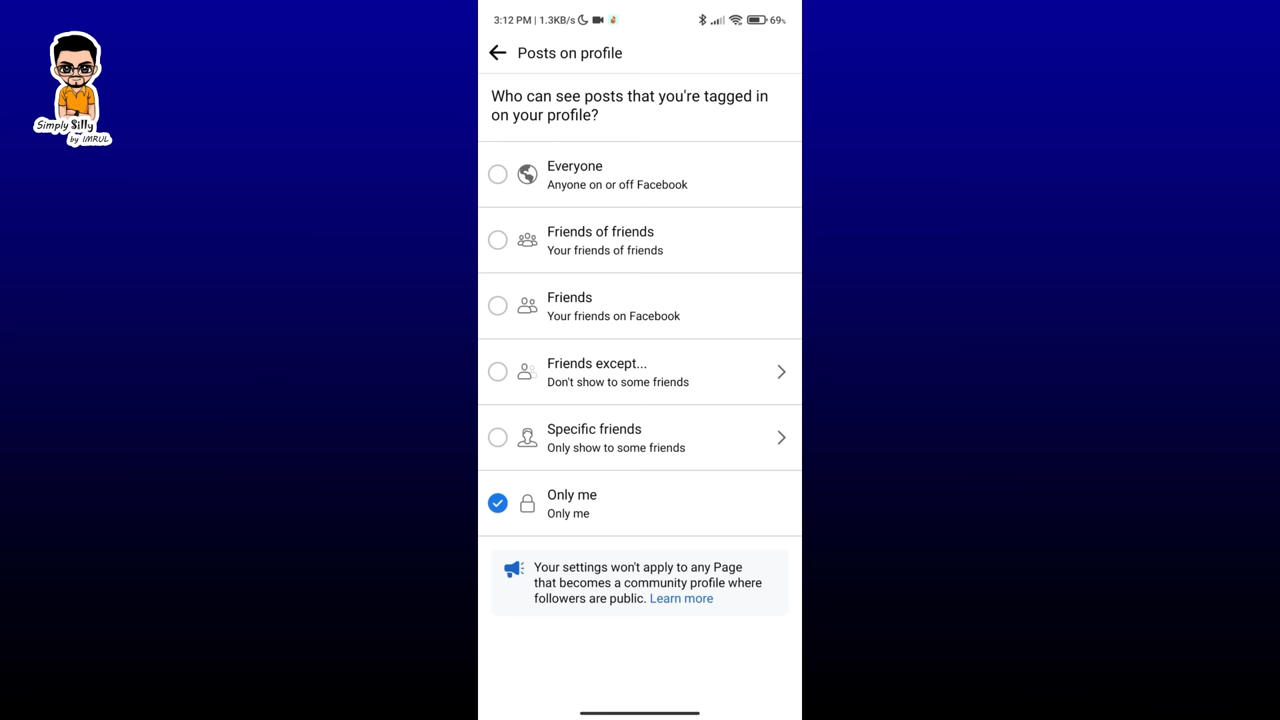 3:12 PM | 1.3KB/s
69%
Posts on profile
Who can see posts that you're tagged in
on your profile?
Everyone
Anyone on or off Facebook
Friends of friends
Your friends of friends
Friends
Your friends on Facebook
Friends except...
Don't show to some friends
Specific friends
Only show to some friends
Only me
Only me
Your settings won't apply to any Page
that becomes a community profile where
followers are public. Learn more
Simply Silly
by IMRUL